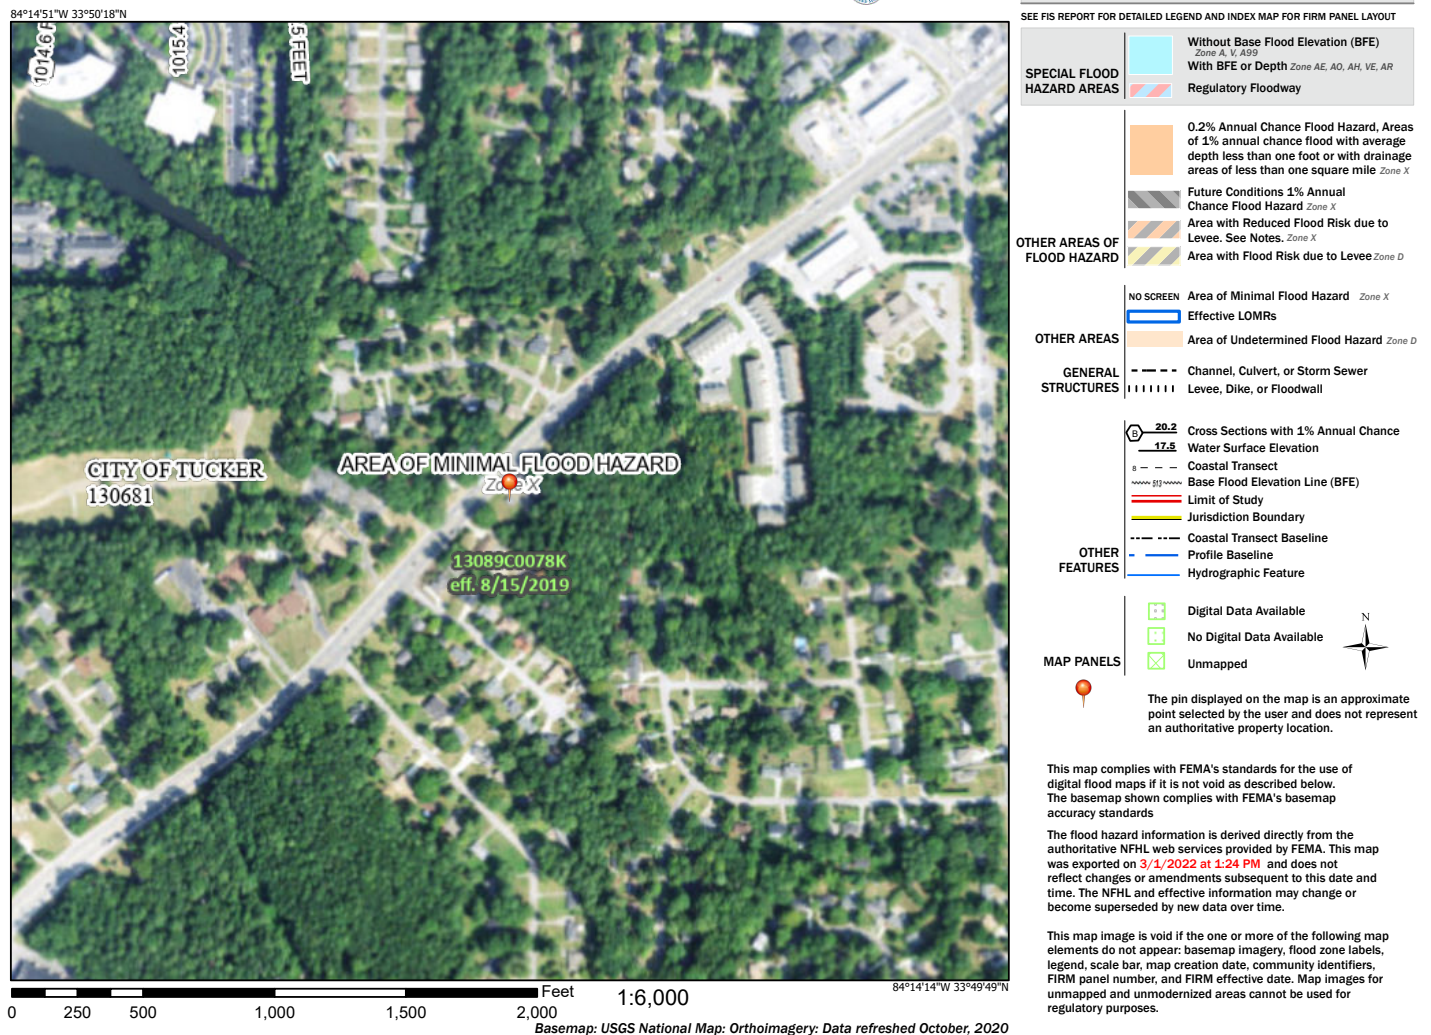 84°14'51"W 33°50'18"N
1014.6 F
1015.4
.5 FEET
CITY OF TUCKER
130681
AREA OF MINIMAL FLOOD HAZARD
Zone X
13089C0078K
eff. 8/15/2019
84°14'14"W 33°49'49"N
0 250 500 1,000 1,500 2,000
Feet
1:6,000
Basemap: USGS National Map: Orthoimagery: Data refreshed October, 2020
SEE FIS REPORT FOR DETAILED LEGEND AND INDEX MAP FOR FIRM PANEL LAYOUT
SPECIAL FLOOD
HAZARD AREAS
Without Base Flood Elevation (BFE)
Zone A, V, A99
With BFE or Depth Zone AE, AO, AH, VE, AR
Regulatory Floodway
OTHER AREAS OF
FLOOD HAZARD
0.2% Annual Chance Flood Hazard, Areas
of 1% annual chance flood with average
depth less than one foot or with drainage
areas of less than one square mile Zone X
Future Conditions 1% Annual
Chance Flood Hazard Zone X
Area with Reduced Flood Risk due to
Levee. See Notes. Zone X
Area with Flood Risk due to Levee Zone D
OTHER AREAS
NO SCREEN Area of Minimal Flood Hazard Zone X
Effective LOMRs
Area of Undetermined Flood Hazard Zone D
GENERAL
STRUCTURES
Channel, Culvert, or Storm Sewer
Levee, Dike, or Floodwall
OTHER
FEATURES
B 20.2 Cross Sections with 1% Annual Chance
17.5 Water Surface Elevation
8 Coastal Transect
513 Base Flood Elevation Line (BFE)
Limit of Study
Jurisdiction Boundary
Coastal Transect Baseline
Profile Baseline
Hydrographic Feature
MAP PANELS
Digital Data Available
No Digital Data Available
Unmapped
N
The pin displayed on the map is an approximate
point selected by the user and does not represent
an authoritative property location.
This map complies with FEMA's standards for the use of
digital flood maps if it is not void as described below.
The basemap shown complies with FEMA's basemap
accuracy standards
The flood hazard information is derived directly from the
authoritative NFHL web services provided by FEMA. This map
was exported on 3/1/2022 at 1:24 PM and does not
reflect changes or amendments subsequent to this date and
time. The NFHL and effective information may change or
become superseded by new data over time.
This map image is void if the one or more of the following map
elements do not appear: basemap imagery, flood zone labels,
legend, scale bar, map creation date, community identifiers,
FIRM panel number, and FIRM effective date. Map images for
unmapped and unmodernized areas cannot be used for
regulatory purposes.